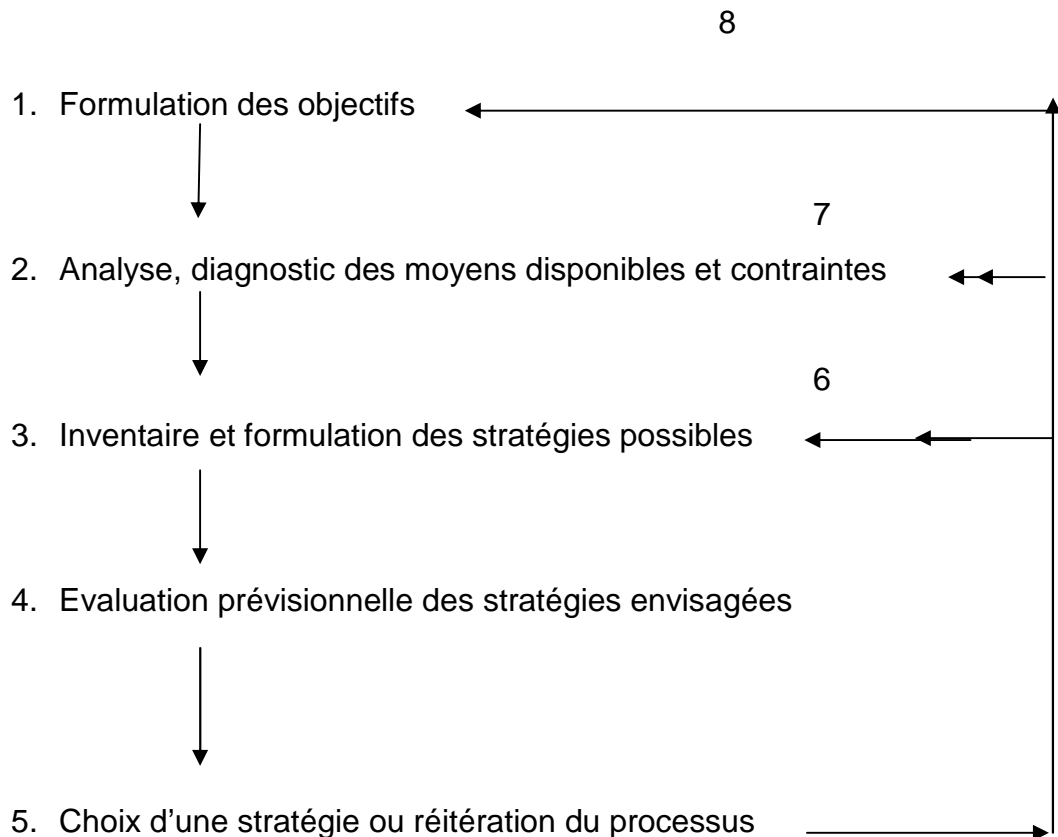 8
1. Formulation des objectifs
7
2. Analyse, diagnostic des moyens disponibles et contraintes
6
3. Inventaire et formulation des stratégies possibles
4. Evaluation prévisionnelle des stratégies envisagées
5. Choix d’une stratégie ou réitération du processus